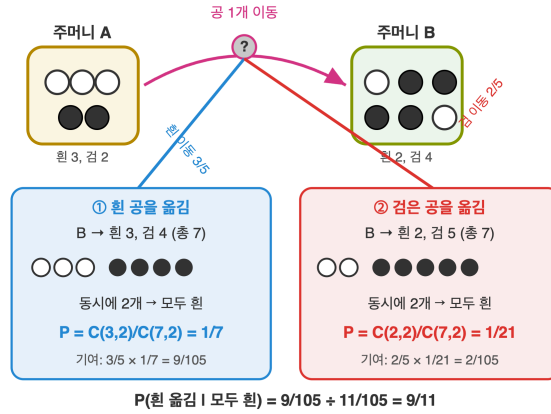 공 1개 이동
주머니 A
?
주머니 B
흰 3, 검 2
흰 이동 3/5
검 이동 2/5
흰 2, 검 4
① 흰 공을 옮김
B → 흰 3, 검 4 (총 7)
동시에 2개 → 모두 흰
P = C(3,2)/C(7,2) = 1/7
기여: 3/5 × 1/7 = 9/105
② 검은 공을 옮김
B → 흰 2, 검 5 (총 7)
동시에 2개 → 모두 흰
P = C(2,2)/C(7,2) = 1/21
기여: 2/5 × 1/21 = 2/105
P(흰 옮김 | 모두 흰) = 9/105 ÷ 11/105 = 9/11